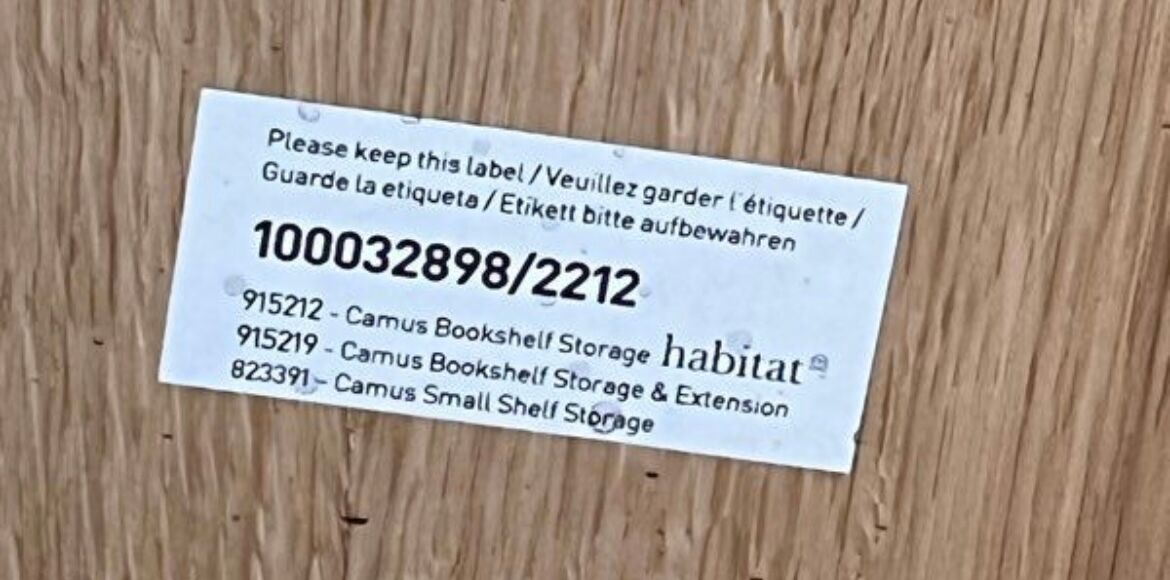 Please keep this label / Veuillez garder l'étiquette /
Guarde la etiqueta / Etikett bitte aufbewahren
100032898/2212
915212 - Camus Bookshelf Storage
habitat
915219 - Camus Bookshelf Storage & Extension
823391 - Camus Small Shelf Storage